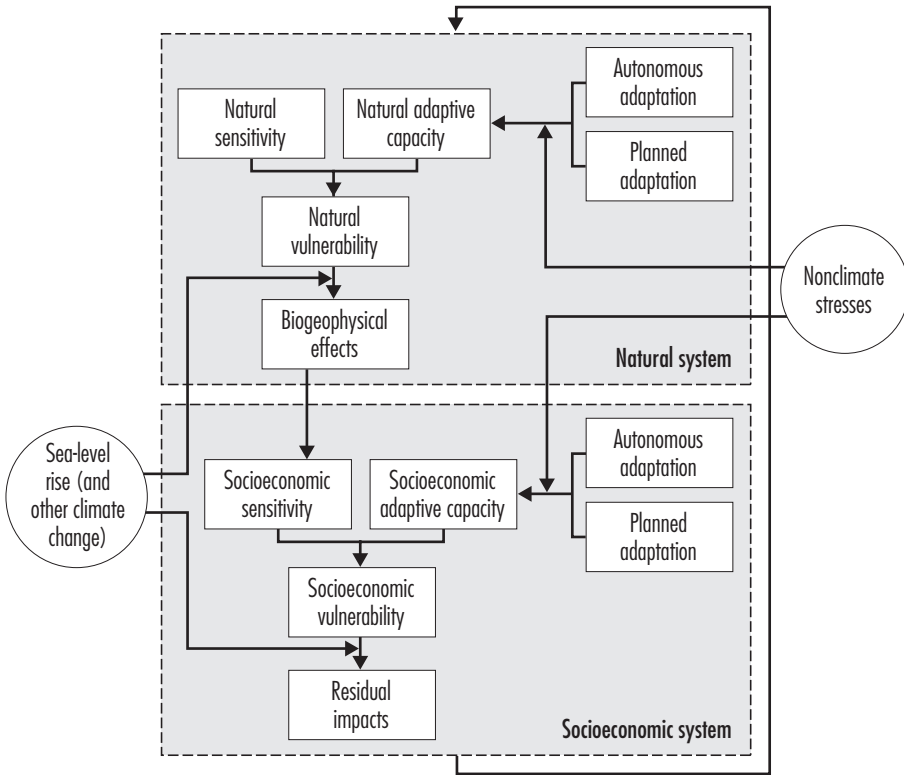 Autonomous
adaptation
Natural
sensitivity
Natural adaptive
capacity
Planned
adaptation
Natural
vulnerability
Nonclimate
stresses
Biogeophysical
effects
Natural system
Sea-level
rise (and
other climate
change)
Autonomous
adaptation
Socioeconomic
sensitivity
Socioeconomic
adaptive capacity
Planned
adaptation
Socioeconomic
vulnerability
Residual
impacts
Socioeconomic system